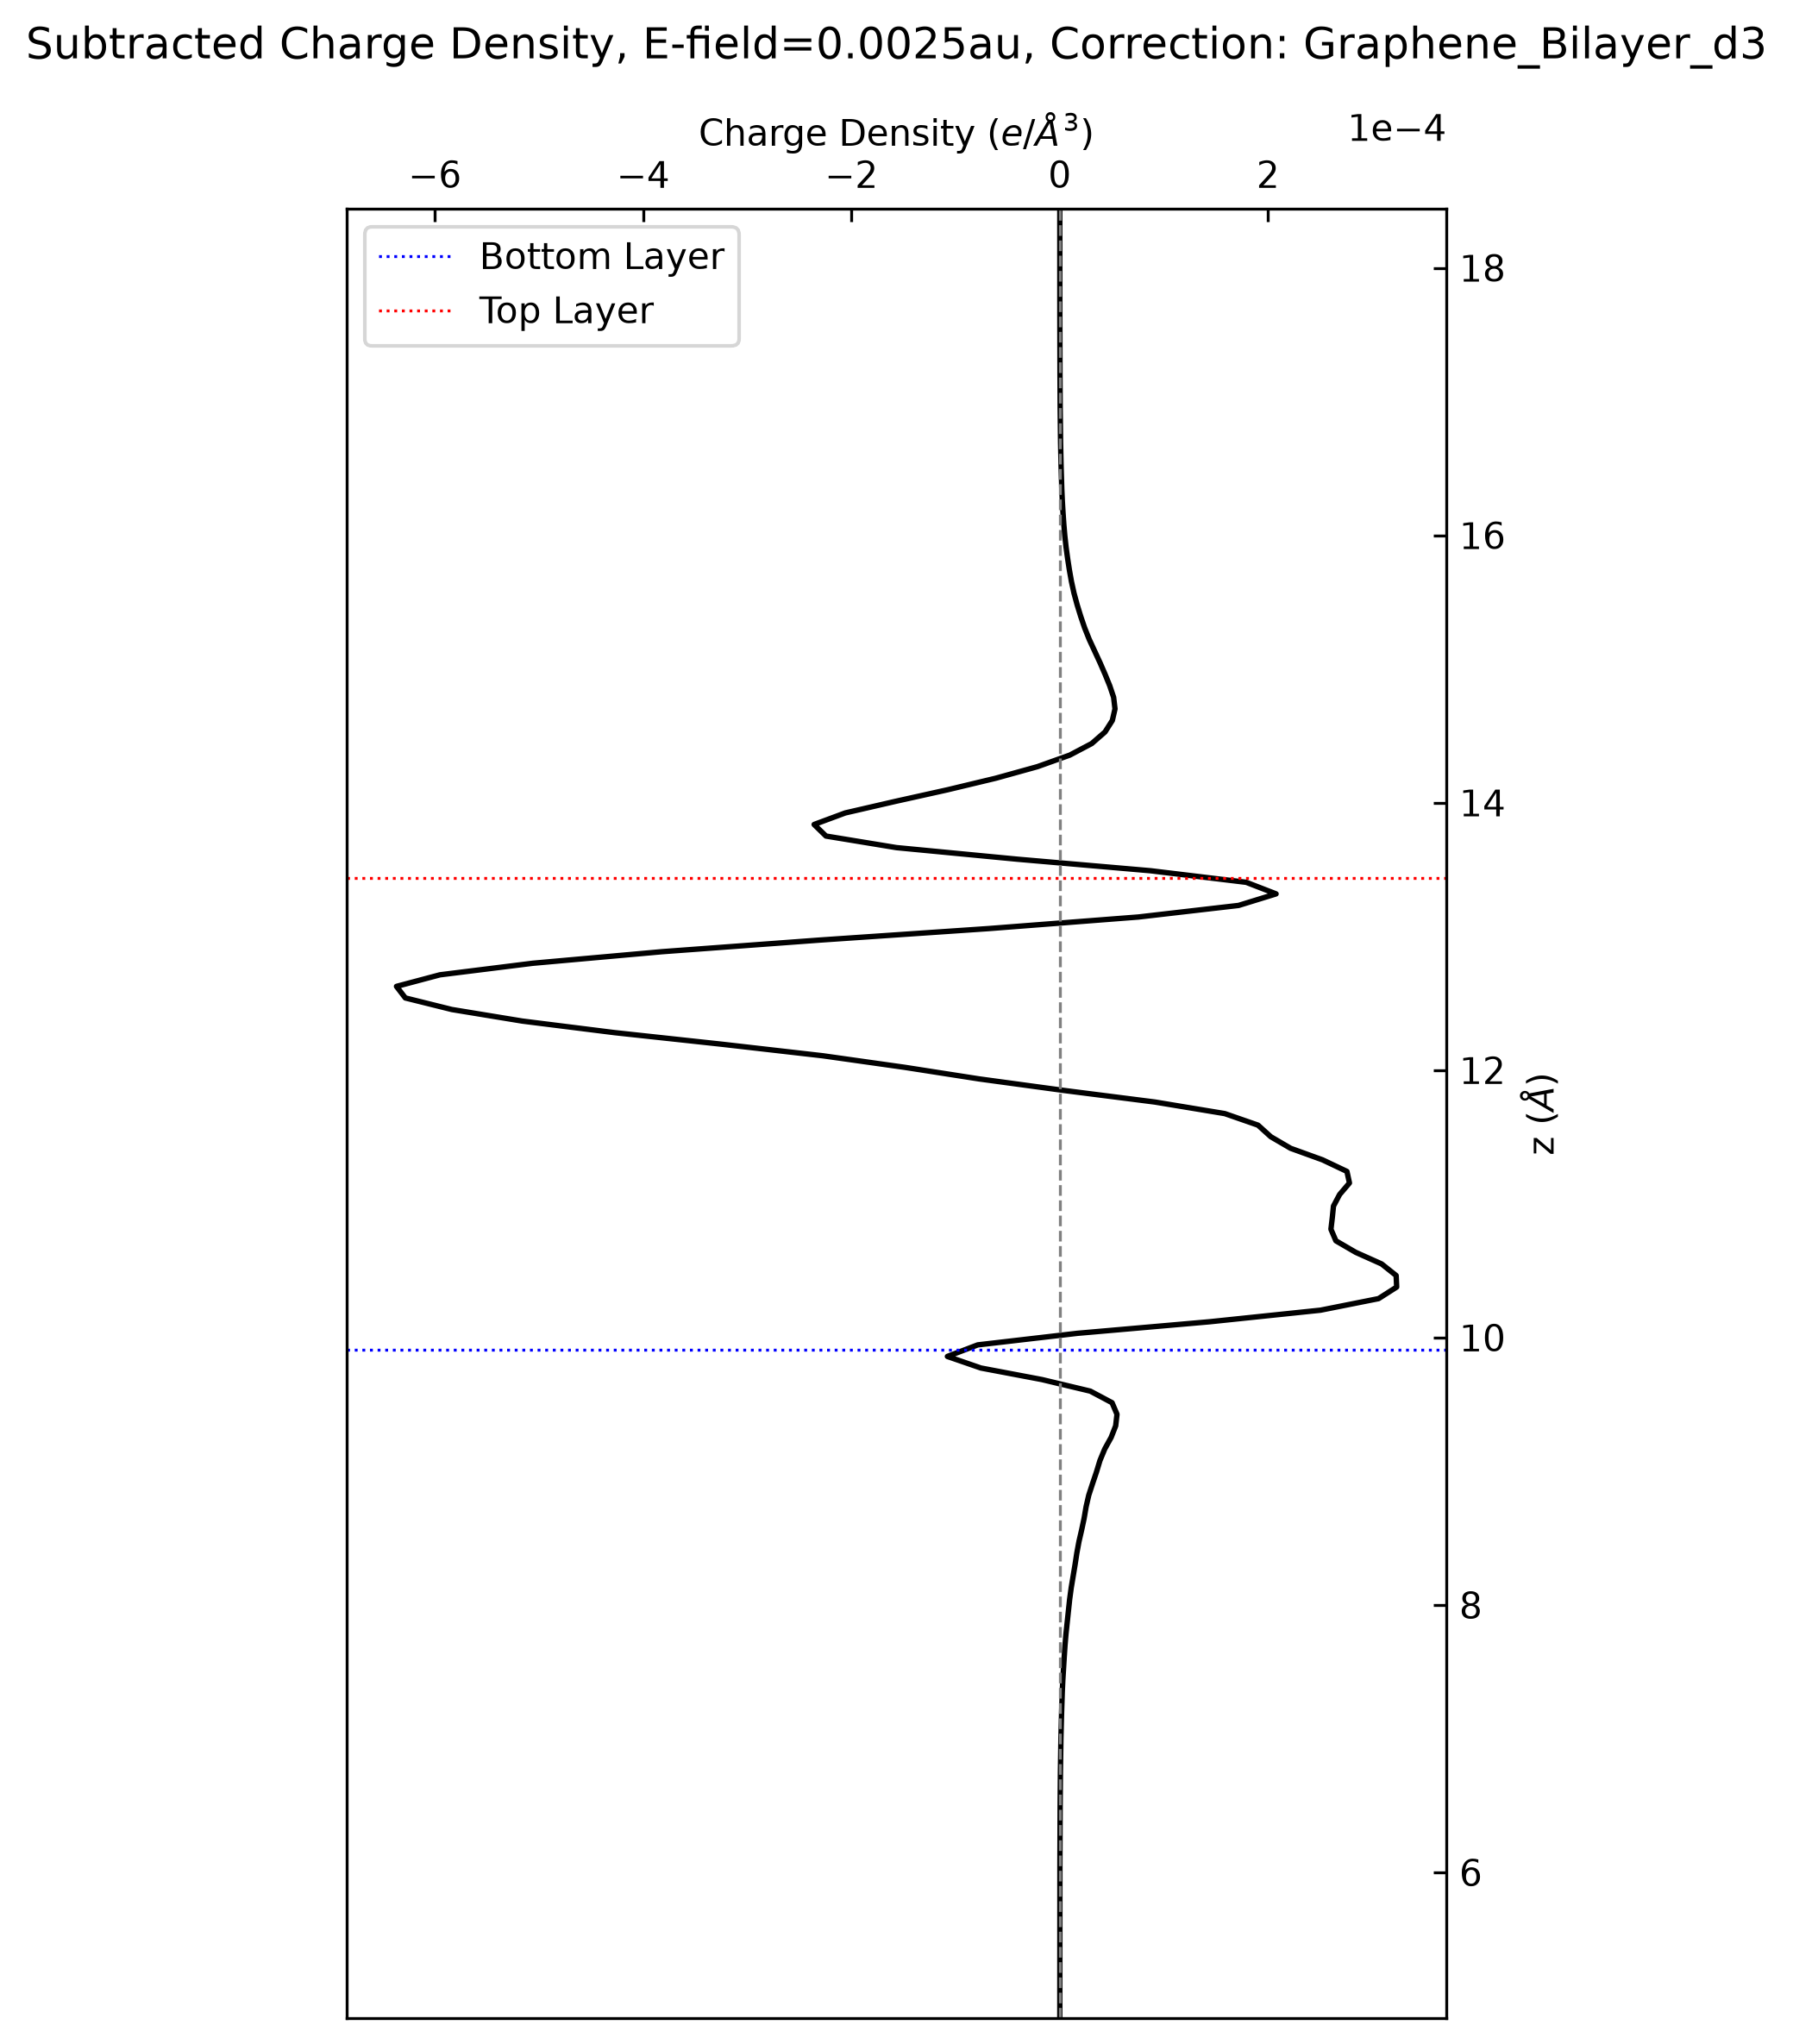 Subtracted Charge Density, E-field=0.0025au, Correction: Graphene_Bilayer_d3
Charge Density (e/Å³)
1e−4
−6 −4 −2 0 2
Bottom Layer
Top Layer
18
16
14
12
z (Å)
10
8
6